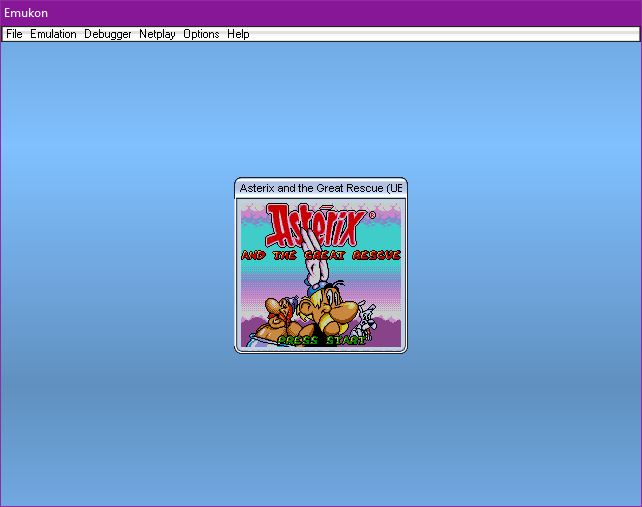 Emukon
File Emulation Debugger Netplay Options Help
Asterix and the Great Rescue (UE
Asterix®
AND THE GREAT RESCUE
PRESS START